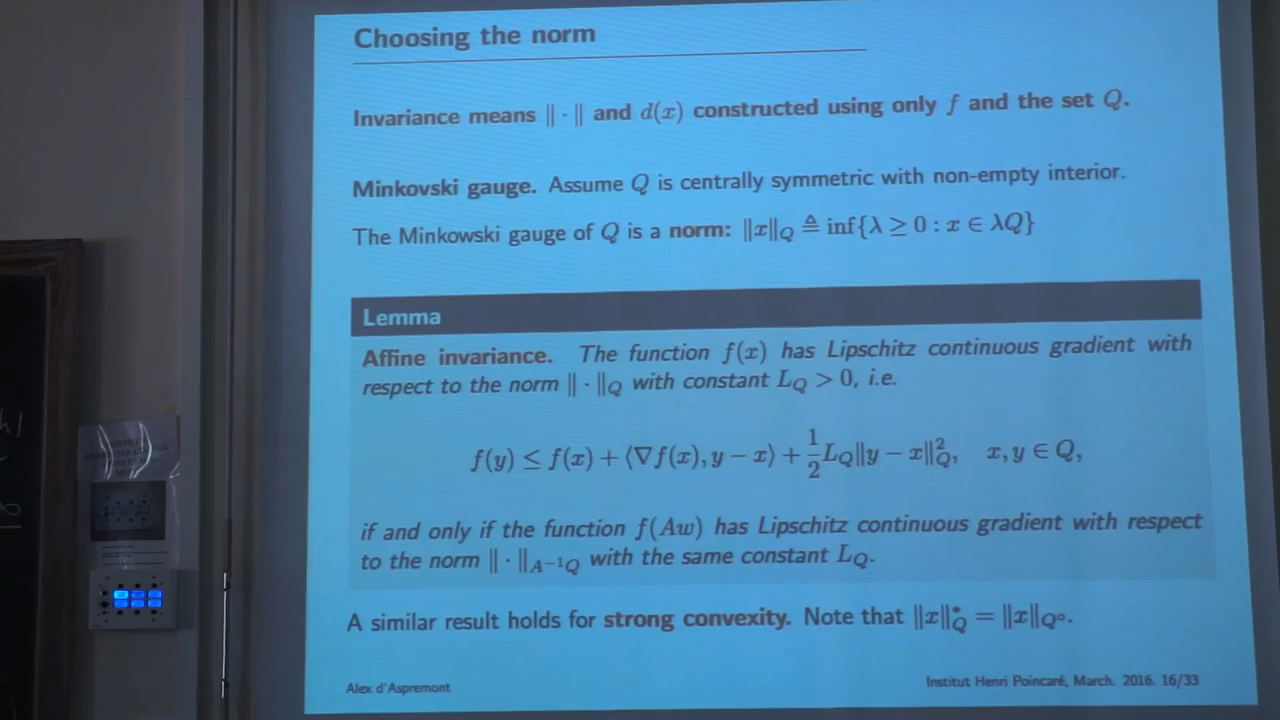 Choosing the norm
Invariance means ‖ · ‖ and d(x) constructed using only f and the set Q.
Minkovski gauge. Assume Q is centrally symmetric with non-empty interior.
The Minkowski gauge of Q is a norm: ‖x‖_Q ≜ inf{λ ≥ 0 : x ∈ λQ}
Lemma
Affine invariance. The function f(x) has Lipschitz continuous gradient with
respect to the norm ‖ · ‖_Q with constant L_Q > 0, i.e.
f(y) ≤ f(x) + ⟨∇f(x), y − x⟩ + 1/2 L_Q‖y − x‖²_Q, x, y ∈ Q,
if and only if the function f(Aw) has Lipschitz continuous gradient with respect
to the norm ‖ · ‖_{A⁻¹Q} with the same constant L_Q.
A similar result holds for strong convexity. Note that ‖x‖*_Q = ‖x‖_{Q°}.
Alex d'Aspremont
Institut Henri Poincaré, March. 2016. 16/33